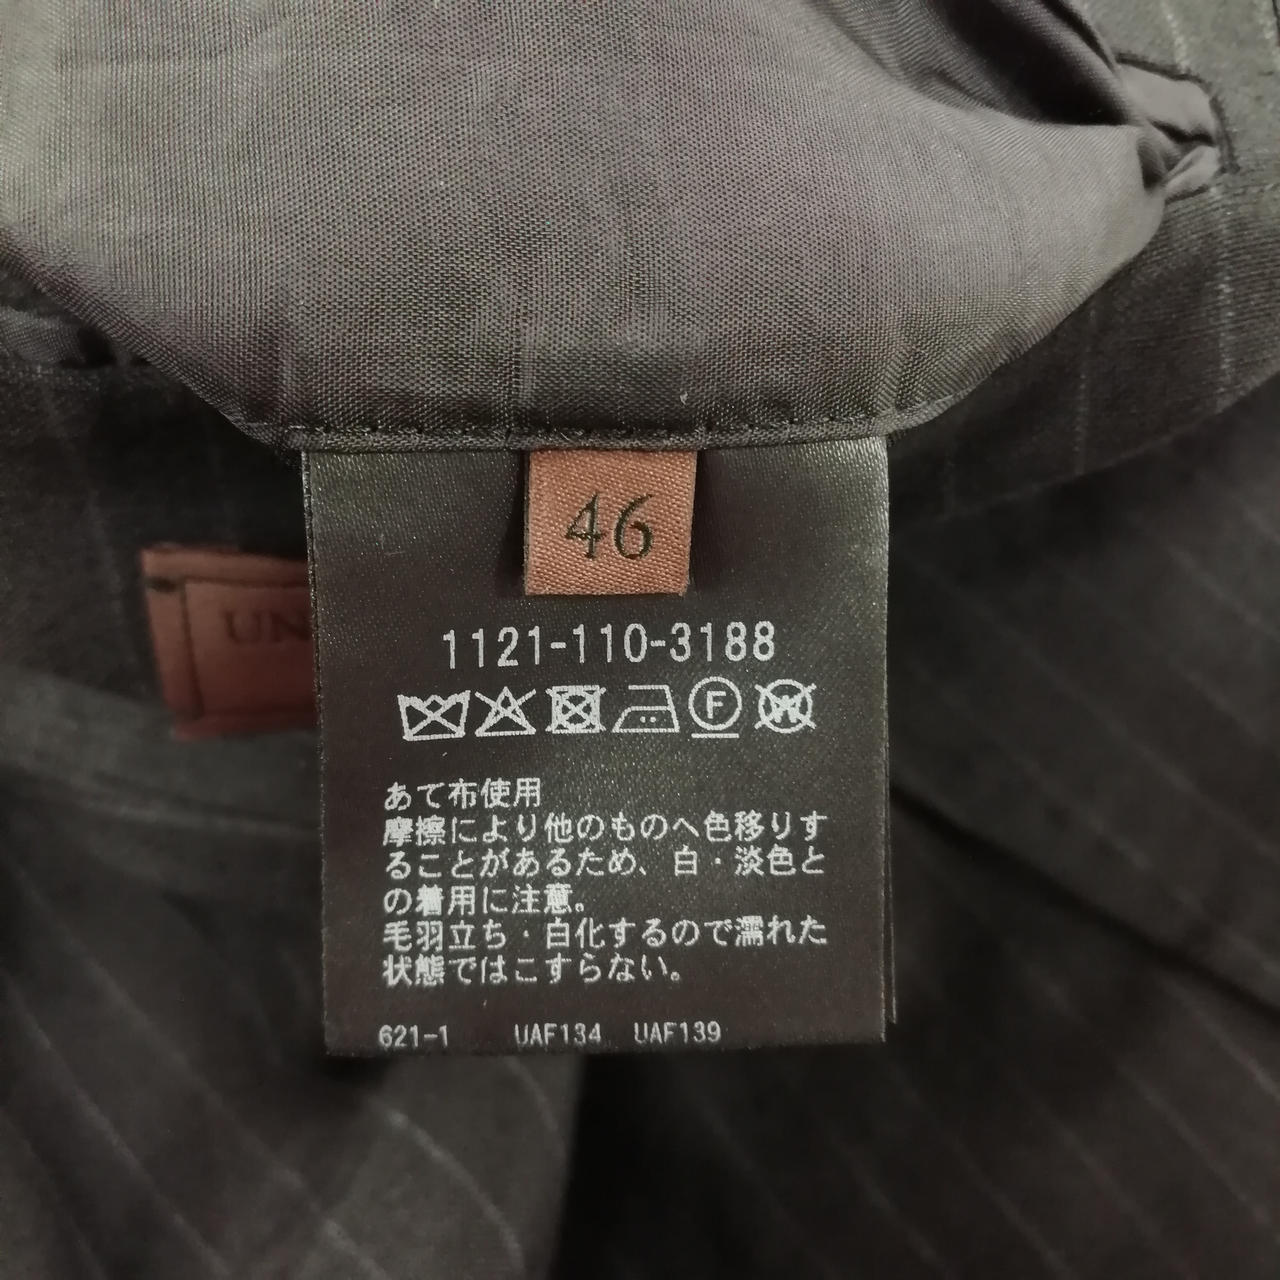 46
UN
1121-110-3188
F
W
あて布使用
摩擦により他のものへ色移りす
ることがあるため、白・淡色と
の着用に注意。
毛羽立ち・白化するので濡れた
状態ではこすらない。
621-1 UAF134 UAF139